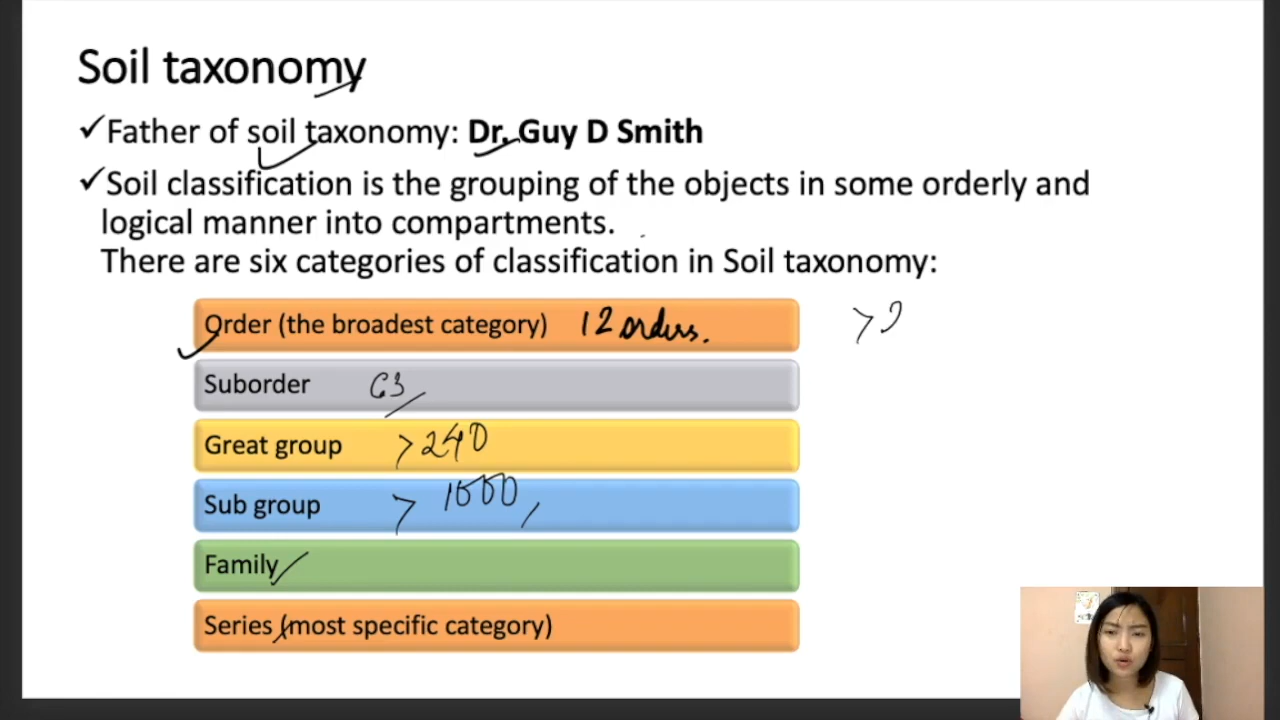 Soil taxonomy
✓Father of soil taxonomy: Dr. Guy D Smith
✓Soil classification is the grouping of the objects in some orderly and
logical manner into compartments.
There are six categories of classification in Soil taxonomy:
Order (the broadest category) 12 orders.
Suborder 63
Great group >240
Sub group > 1000,
Family
Series (most specific category)